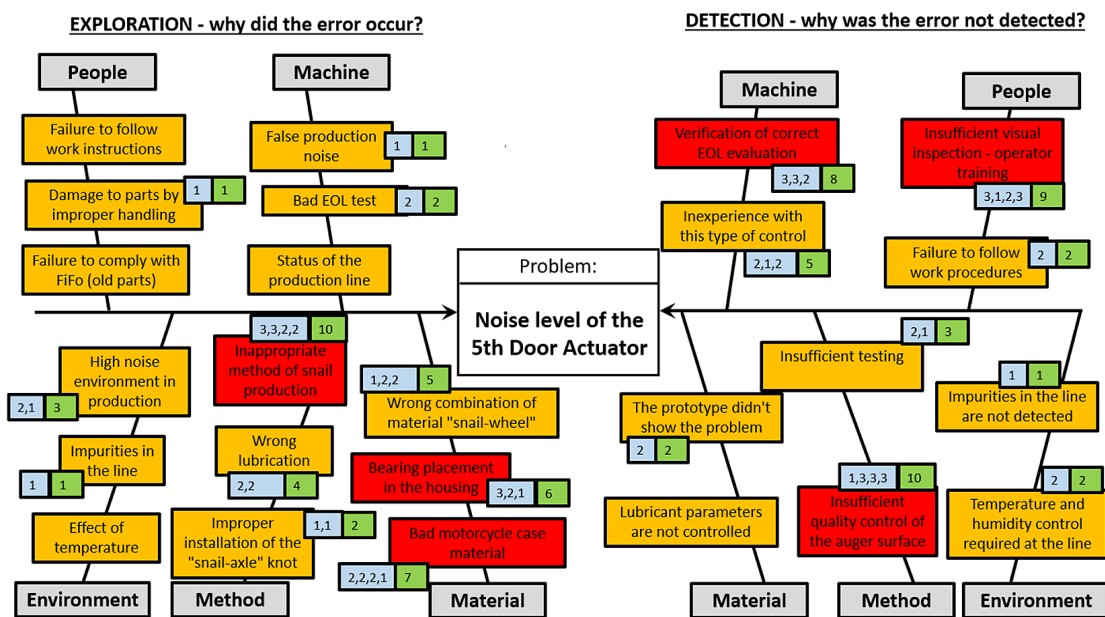 EXPLORATION - why did the error occur?
DETECTION - why was the error not detected?
People
Machine
Failure to follow
work instructions
False production
noise
1 1
Damage to parts by
improper handling
1 1
Bad EOL test
2 2
Failure to comply with
FiFo (old parts)
Status of the
production line
Machine
People
Verification of correct
EOL evaluation
3,3,2 8
Insufficient visual
inspection - operator
training
3,1,2,3 9
Inexperience with
this type of control
2,1,2 5
Failure to follow
work procedures
2 2
Problem:
Noise level of the
5th Door Actuator
High noise
environment in
production
2,1 3
3,3,2,2 10
Inappropriate
method of snail
production
1,2,2 5
Wrong combination of
material "snail-wheel"
Impurities in
the line
1 1
Wrong
lubrication
2,2 4
Bearing placement
in the housing
3,2,1 6
Effect of
temperature
Improper
installation of the
"snail-axle" knot
1,1 2
Bad motorcycle case
material
2,2,2,1 7
Environment
Method
Material
2,1 3
Insufficient testing
1 1
Impurities in the line
are not detected
The prototype didn't
show the problem
2 2
Lubricant parameters
are not controlled
1,3,3,3 10
Insufficient
quality control of
the auger surface
2 2
Temperature and
humidity control
required at the line
Material
Method
Environment